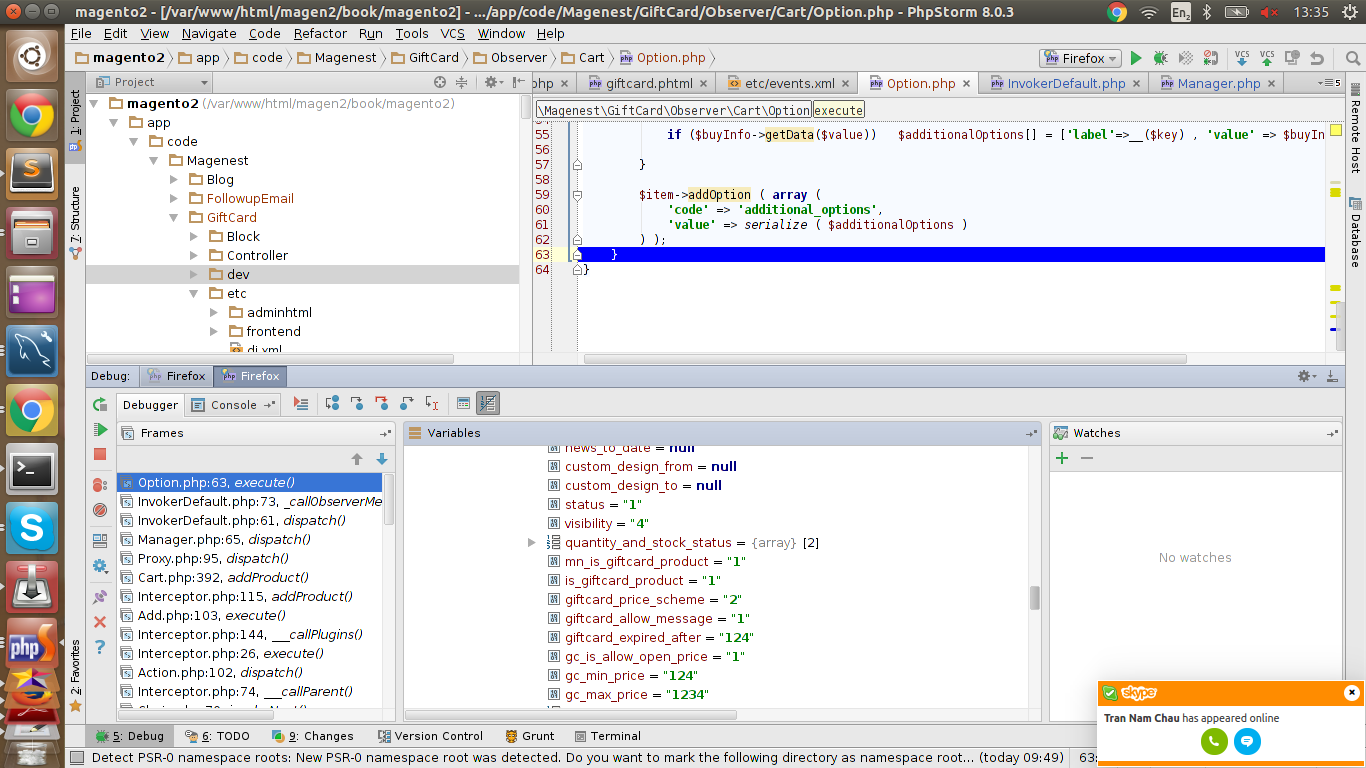 magento2 - [/var/www/html/magen2/book/magento2] - .../app/code/Magenest/GiftCard/Observer/Cart/Option.php - PhpStorm 8.0.3
En2
13:35
File Edit View Navigate Code Refactor Run Tools VCS Window Help
magento2 app code Magenest GiftCard Observer Cart Option.php
Firefox
VCS VCS
Project
php giftcard.phtml etc/events.xml Option.php InvokerDefault.php Manager.php
5
1: Project
7: Structure
2: Favorites
Remote Host
Database
magento2 (/var/www/html/magen2/book/magento2)
app
code
Magenest
Blog
FollowupEmail
GiftCard
Block
Controller
dev
etc
adminhtml
frontend
di.xml
\Magenest\GiftCard\Observer\Cart\Option execute
55 if ($buyInfo->getData($value)) $additionalOptions[] = ['label'=>__($key) , 'value' => $buyIn
56
57 }
58
59 $item->addOption ( array (
60 'code' => 'additional_options',
61 'value' => serialize ( $additionalOptions )
62 ) );
63 }
64 }
Debug: Firefox Firefox
Debugger Console
Frames
Option.php:63, execute()
InvokerDefault.php:73, _callObserverMe
InvokerDefault.php:61, dispatch()
Manager.php:65, dispatch()
Proxy.php:95, dispatch()
Cart.php:392, addProduct()
Interceptor.php:115, addProduct()
Add.php:103, execute()
Interceptor.php:144, ___callPlugins()
Interceptor.php:26, execute()
Action.php:102, dispatch()
Interceptor.php:74, ___callParent()
Variables
news_to_date = null
custom_design_from = null
custom_design_to = null
status = "1"
visibility = "4"
quantity_and_stock_status = {array} [2]
mn_is_giftcard_product = "1"
is_giftcard_product = "1"
giftcard_price_scheme = "2"
giftcard_allow_message = "1"
giftcard_expired_after = "124"
gc_is_allow_open_price = "1"
gc_min_price = "124"
gc_max_price = "1234"
Watches
No watches
skype
Tran Nam Chau has appeared online
5: Debug 6: TODO 9: Changes Version Control Grunt Terminal
Detect PSR-0 namespace roots: New PSR-0 namespace root was detected. Do you want to mark the following directory as namespace root... (today 09:49) 63: